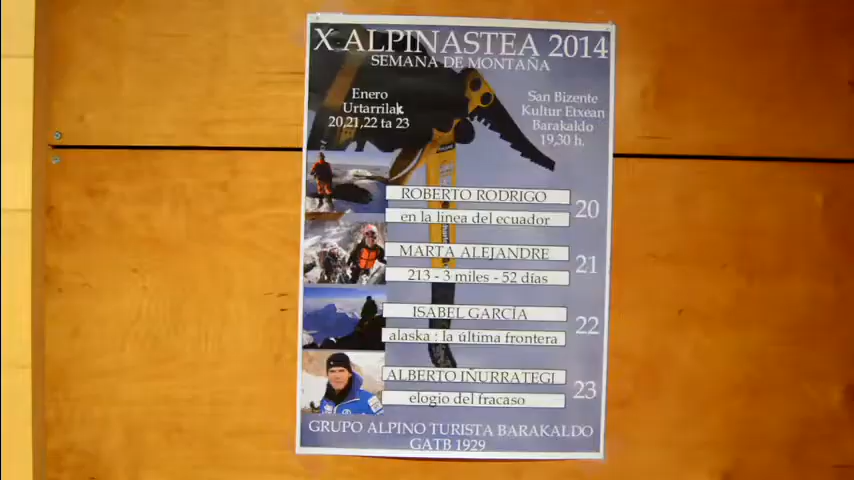 X ALPINASTEA 2014
SEMANA DE MONTAÑA
Enero
Urtarrilak
20,21,22 ta 23
San Bizente
Kultur Etxean
Barakaldo
19,30 h.
ROBERTO RODRIGO
en la linea del ecuador
20
MARTA ALEJANDRE
213 - 3 miles - 52 días
21
ISABEL GARCÍA
alaska : la última frontera
22
ALBERTO IÑURRATEGI
elogio del fracaso
23
GRUPO ALPINO TURISTA BARAKALDO
GATB 1929